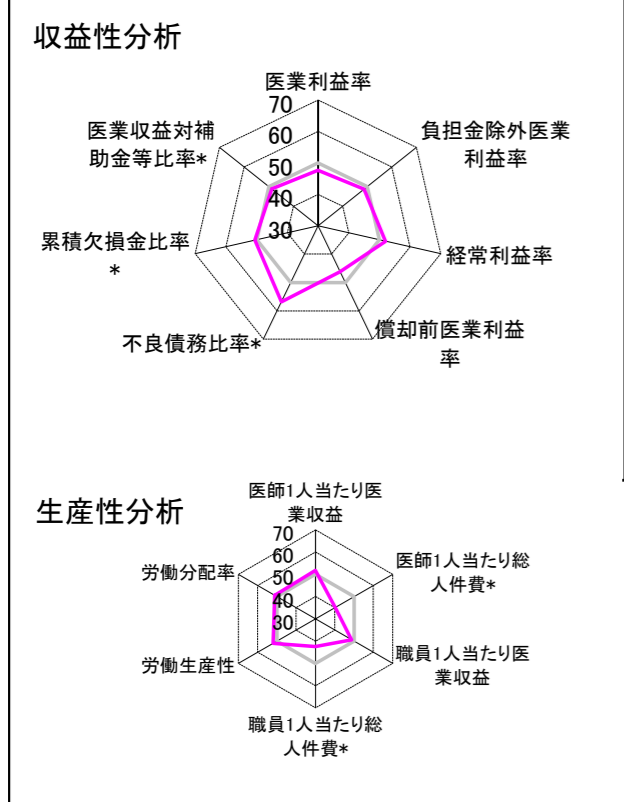 収益性分析
医業利益率
70
60
50
40
30
負担金除外医業
利益率
経常利益率
償却前医業利益
率
不良債務比率*
累積欠損金比率
*
医業収益対補
助金等比率*
生産性分析
医師1人当たり医
業収益
70
60
50
40
30
医師1人当たり総
人件費*
職員1人当たり医
業収益
職員1人当たり総
人件費*
労働生産性
労働分配率